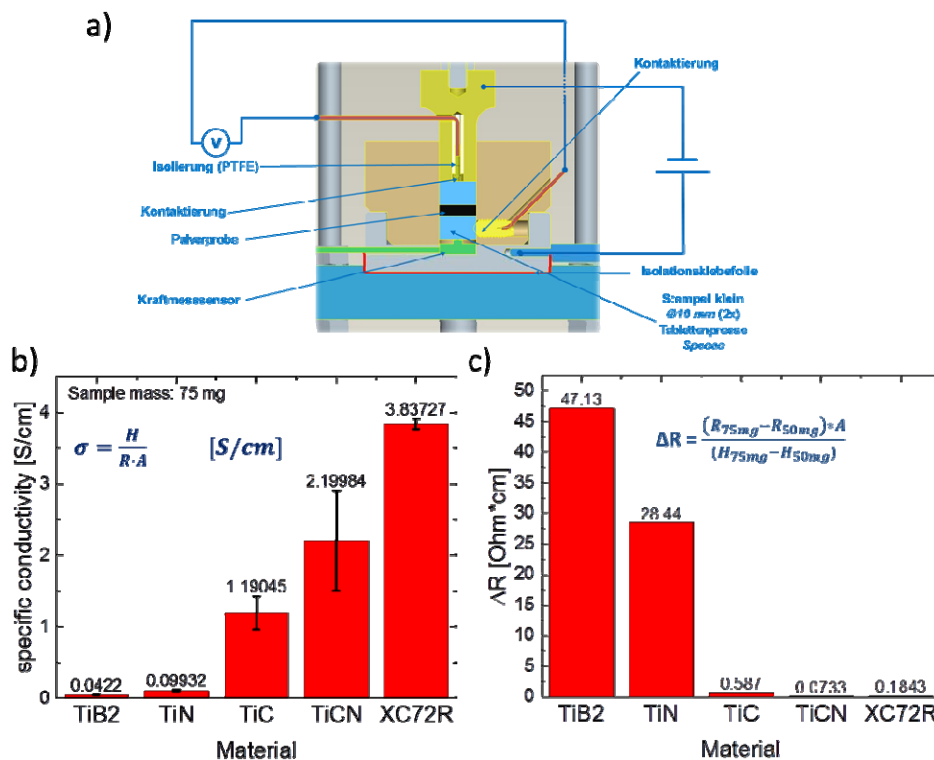 a)
V
Kontaktierung
Isolierung (PTFE)
Kontaktierung
Pulverprobe
Isolationsklebefolie
Kraftmesssensor
Stempel klein
Ø16 mm (2x)
Tablettenpresse
Specac
b)
Sample mass: 75 mg
σ = H / R·A [S/cm]
specific conductivity [S/cm]
4
3
2
1
0
0.0422
0.09932
1.19045
2.19984
3.83727
TiB2 TiN TiC TiCN XC72R
Material
c)
ΔR = (R75mg−R50mg)*A / (H75mg−H50mg)
ΔR [Ohm*cm]
50
45
40
35
30
25
20
15
10
5
0
47.13
28.44
0.587
0.0733
0.1843
TiB2 TiN TiC TiCN XC72R
Material